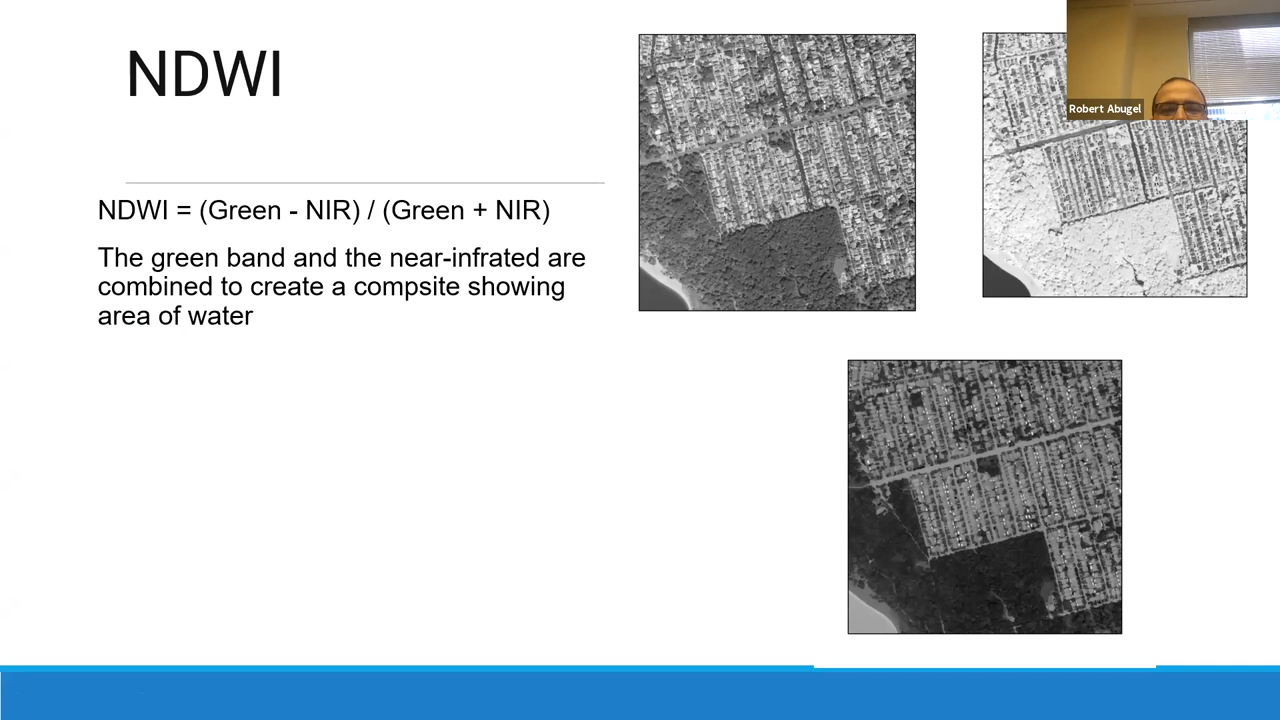 NDWI
NDWI = (Green - NIR) / (Green + NIR)
The green band and the near-infrated are
combined to create a compsite showing
area of water
Robert Abugel